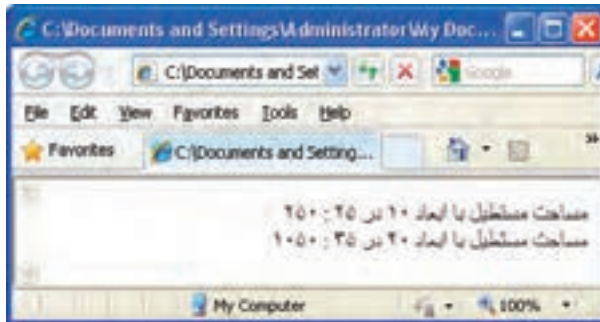 C:\Documents and Settings\Administrator\My Doc...
C:\Documents and Set
Google
File Edit View Favorites Tools Help
Favorites C:\Documents and Setting...
مساحت مستطیل با ابعاد ۱۰ در ۲۵ : ۲۵۰
مساحت مستطیل با ابعاد ۳۰ در ۳۵ : ۱۰۵۰
My Computer 100%